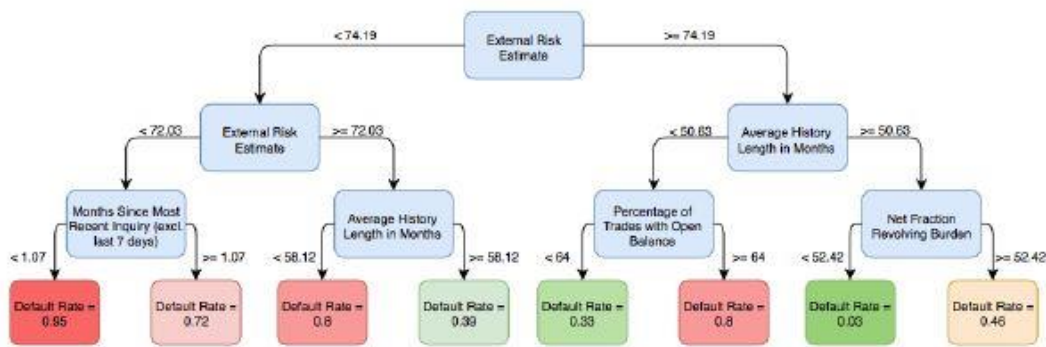 < 74.19
External Risk
Estimate
>= 74.19
< 72.03
External Risk
Estimate
>= 72.03
< 50.63
Average History
Length in Months
>= 50.63
Months Since Most
Recent Inquiry (excl.
last 7 days)
Average History
Length in Months
Percentage of
Trades with Open
Balance
Net Fraction
Revolving Burden
< 1.07
>= 1.07
< 58.12
>= 58.12
< 64
>= 64
< 52.42
>= 52.42
Default Rate =
0.95
Default Rate =
0.72
Default Rate =
0.8
Default Rate =
0.39
Default Rate =
0.33
Default Rate =
0.8
Default Rate =
0.03
Default Rate =
0.46